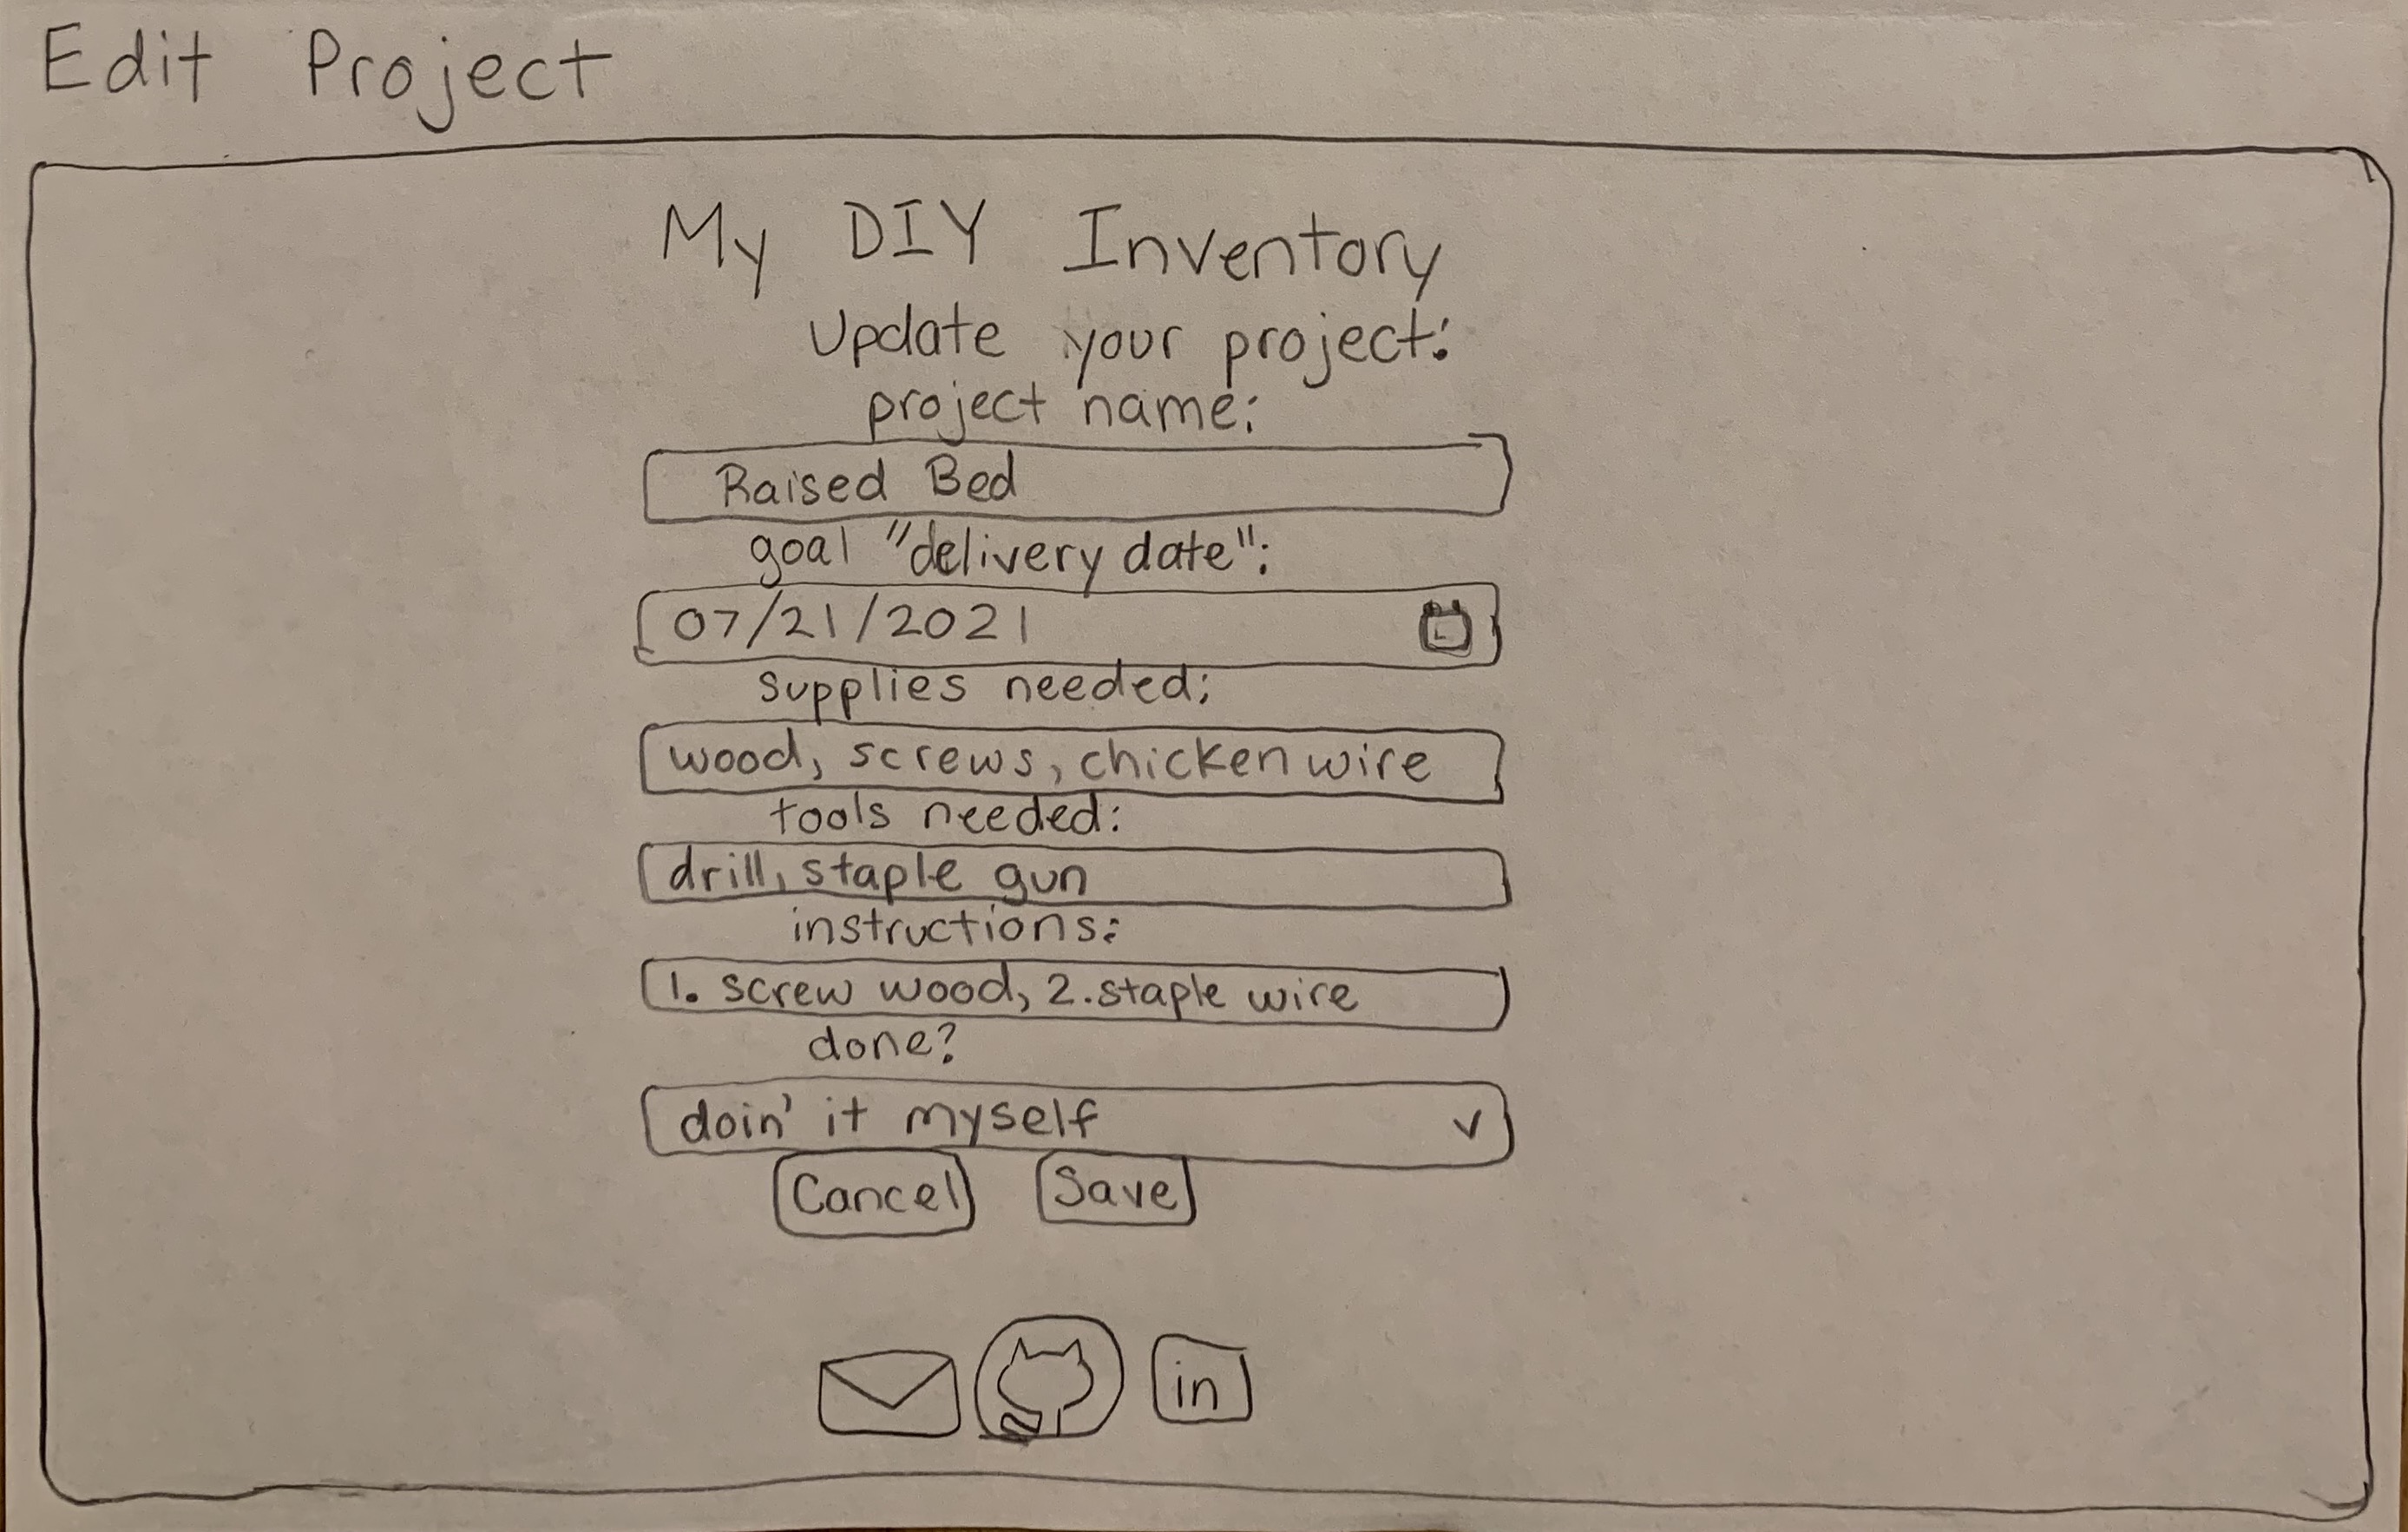 Edit Project
My DIY Inventory
Update your project:
project name:
Raised Bed
goal "delivery date":
07/21/2021
supplies needed:
wood, screws, chicken wire
tools needed:
drill, staple gun
instructions:
1. screw wood, 2. staple wire
done?
doin' it myself
Cancel Save
in